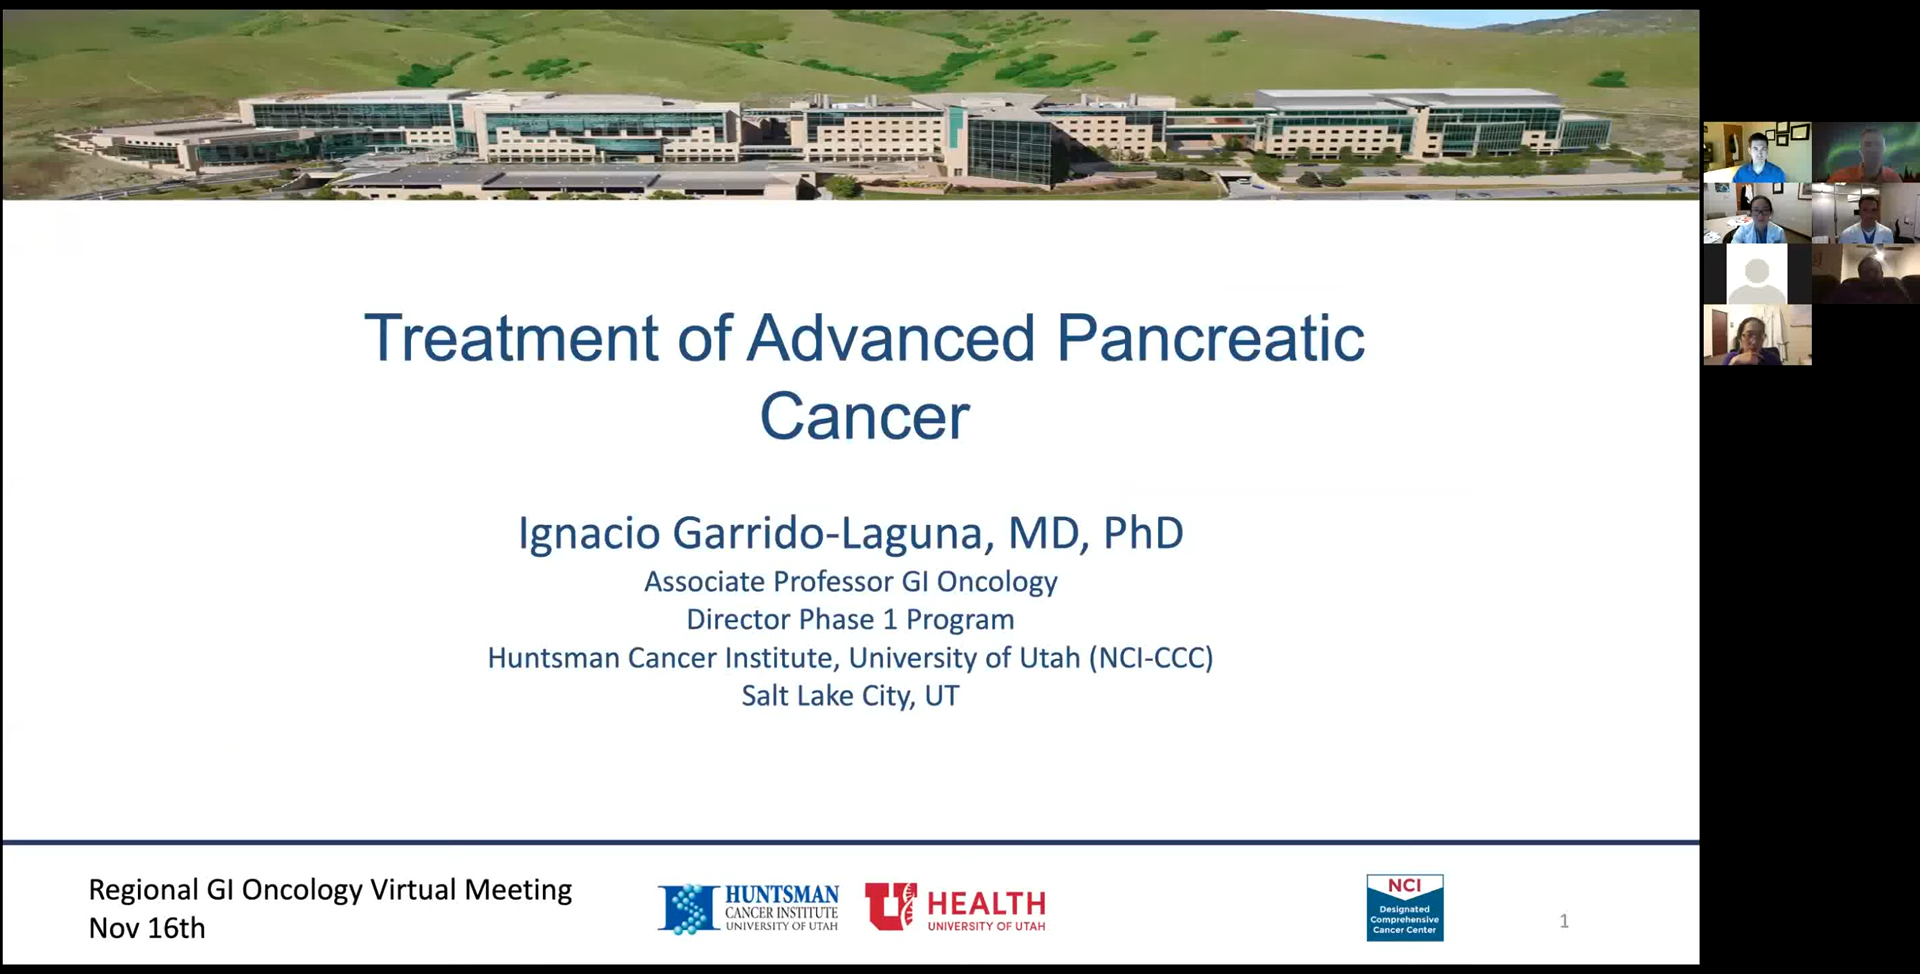 Treatment of Advanced Pancreatic
Cancer
Ignacio Garrido-Laguna, MD, PhD
Associate Professor GI Oncology
Director Phase 1 Program
Huntsman Cancer Institute, University of Utah (NCI-CCC)
Salt Lake City, UT
Regional GI Oncology Virtual Meeting
Nov 16th
HUNTSMAN
CANCER INSTITUTE
UNIVERSITY OF UTAH
U HEALTH
UNIVERSITY OF UTAH
NCI
Designated
Comprehensive
Cancer Center
1